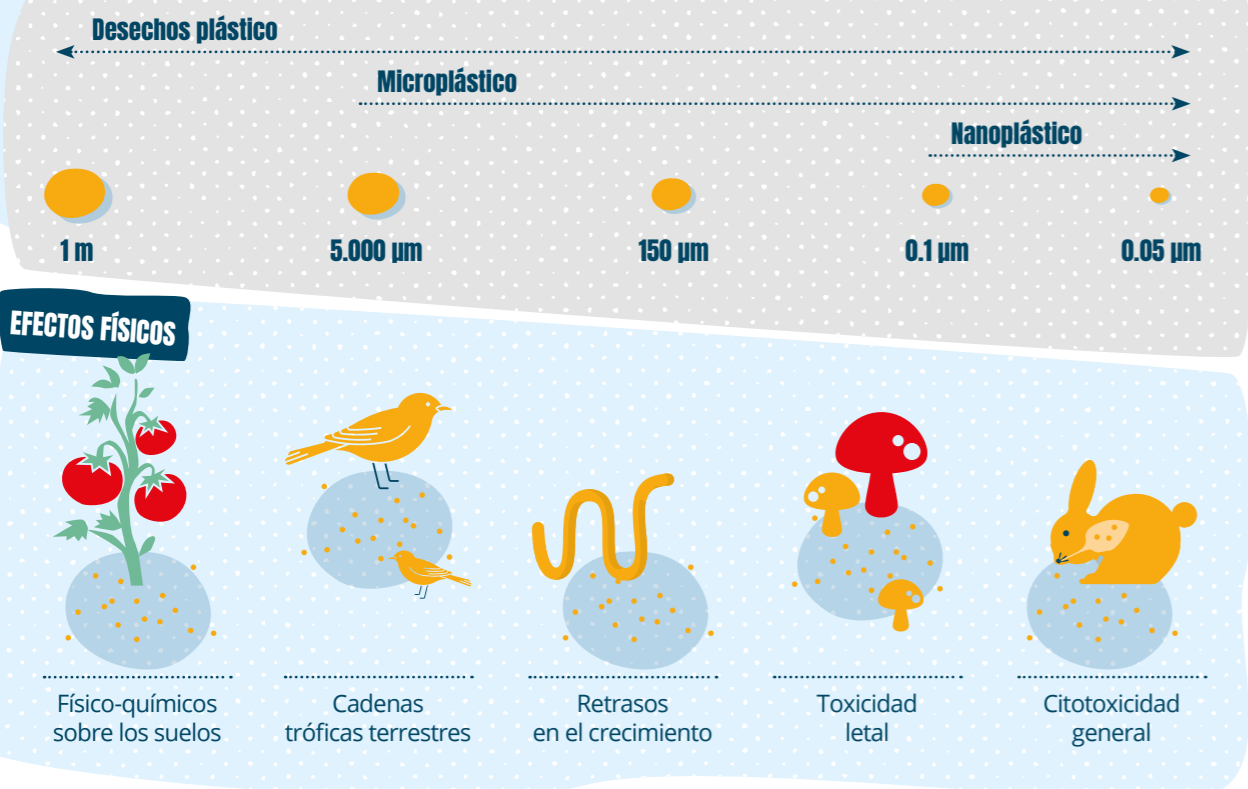 Desechos plástico
Microplástico
Nanoplástico
1 m
5.000 µm
150 µm
0.1 µm
0.05 µm
EFECTOS FÍSICOS
Físico-químicos
sobre los suelos
Cadenas
tróficas terrestres
Retrasos
en el crecimiento
Toxicidad
letal
Citotoxicidad
general